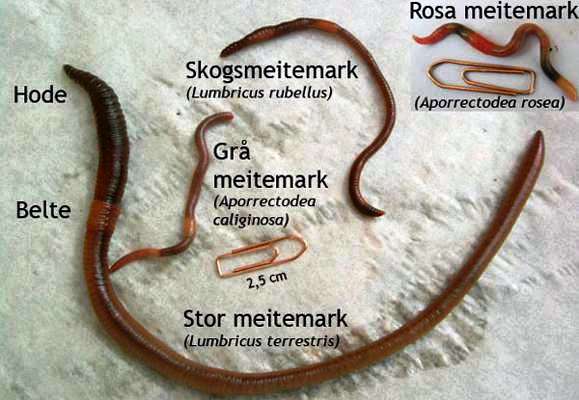 Rosa meitemark
(Aporrectodea rosea)
Skogsmeitemark
(Lumbricus rubellus)
Hode
Grå
meitemark
(Aporrectodea
caliginosa)
Belte
2,5 cm
Stor meitemark
(Lumbricus terrestris)